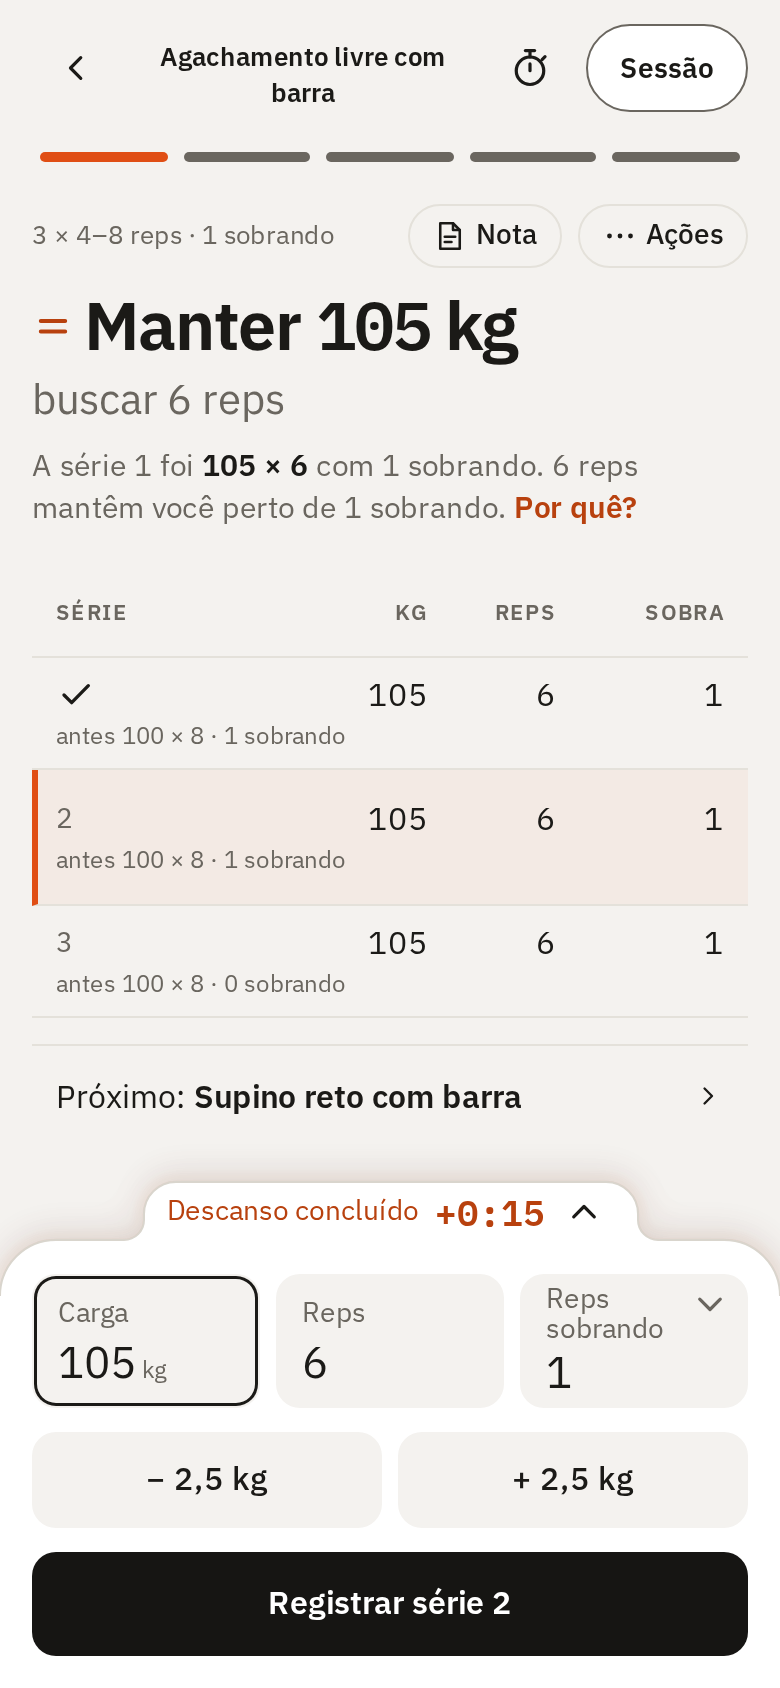 Agachamento livre com
barra
Sessão
3 × 4–8 reps · 1 sobrando
Nota
Ações
= Manter 105 kg
buscar 6 reps
A série 1 foi 105 × 6 com 1 sobrando. 6 reps
mantêm você perto de 1 sobrando. Por quê?
SÉRIE KG REPS SOBRA
105 6 1
antes 100 × 8 · 1 sobrando
2 105 6 1
antes 100 × 8 · 1 sobrando
3 105 6 1
antes 100 × 8 · 0 sobrando
Próximo: Supino reto com barra
Descanso concluído +0:15
Carga
105 kg
Reps
6
Reps
sobrando
1
− 2,5 kg
+ 2,5 kg
Registrar série 2